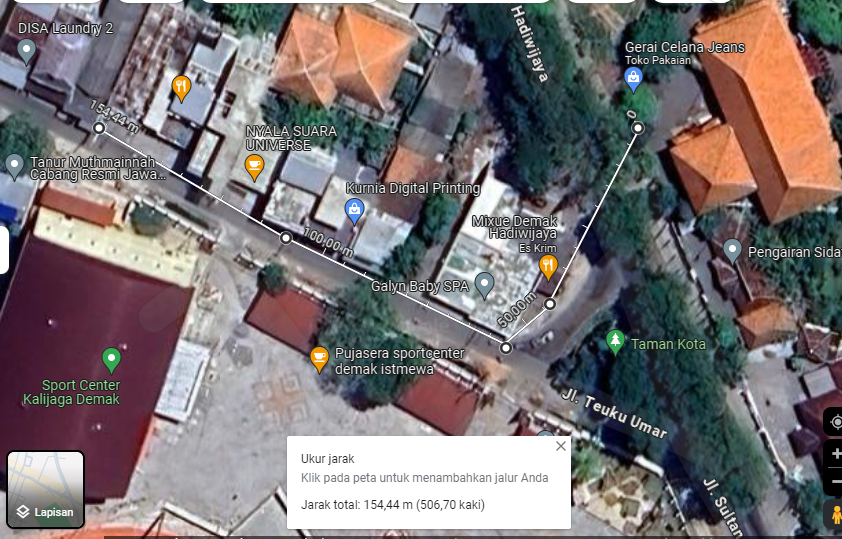 DISA Laundry 2
Hadiwijaya
Gerai Celana Jeans
Toko Pakaian
154,44 m
0
NYALA SUARA
UNIVERSE
Tanur Muthmainnah
Cabang Resmi Jawa...
Kurnia Digital Printing
Mixue Demak
Hadiwijaya
Es Krim
100,00 m
Pengairan Sida
Galyn Baby SPA
50,00 m
Taman Kota
Pujasera sportcenter
demak istmewa
Sport Center
Kalijaga Demak
Jl. Teuku Umar
Jl. Sultan
Ukur jarak
Klik pada peta untuk menambahkan jalur Anda
Jarak total: 154,44 m (506,70 kaki)
Lapisan